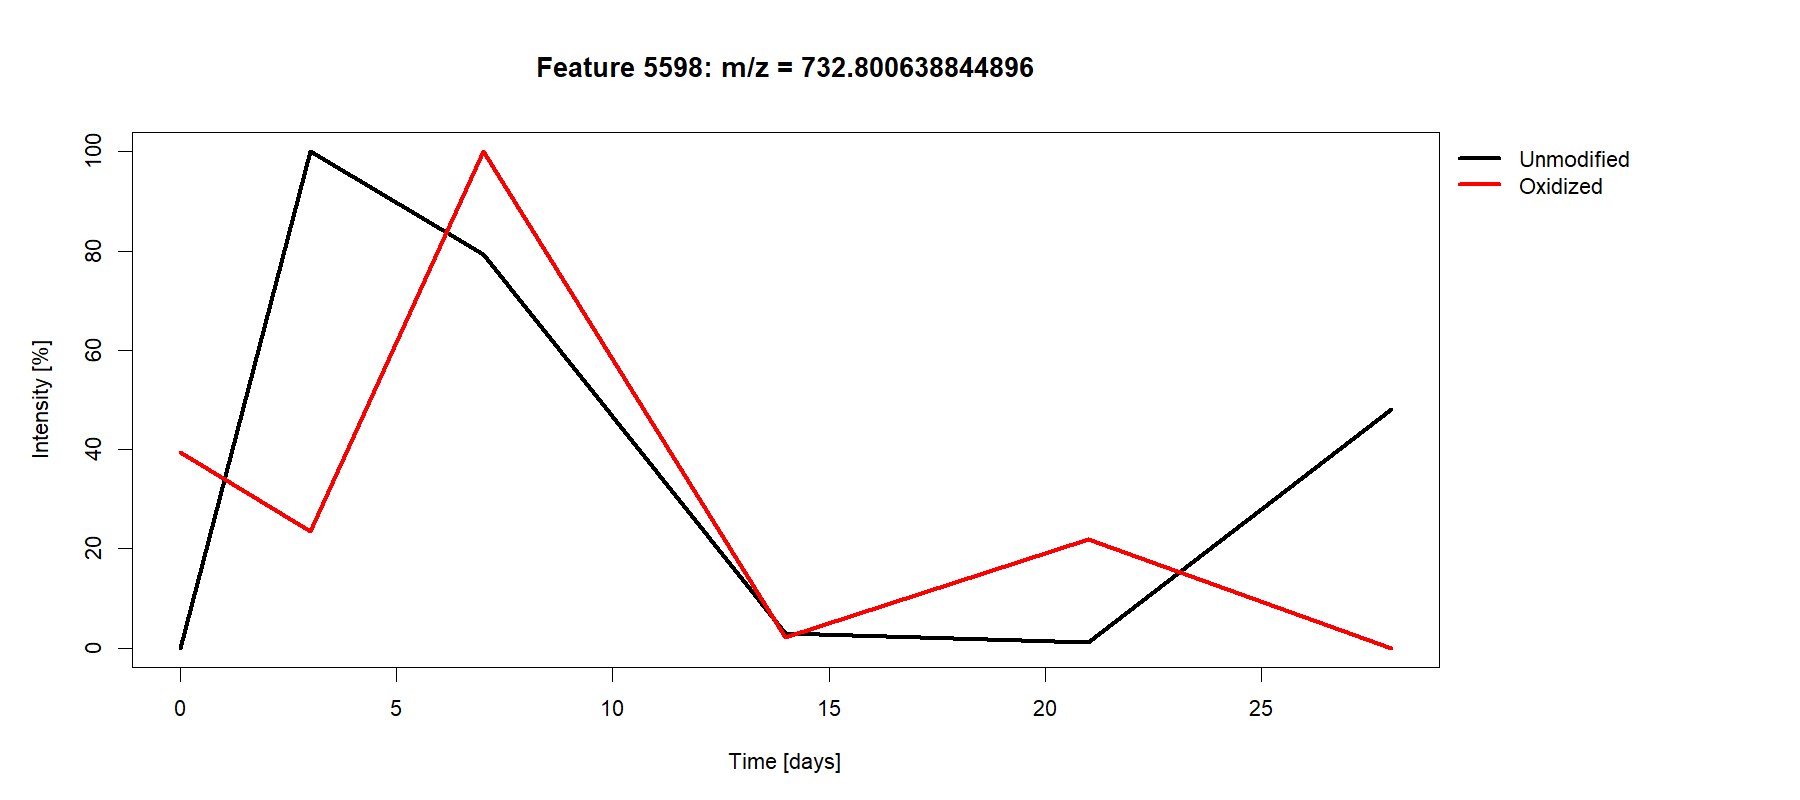 Feature 5598: m/z = 732.800638844896
Unmodified
Oxidized
Intensity [%]
100
80
60
40
20
0
0 5 10 15 20 25
Time [days]